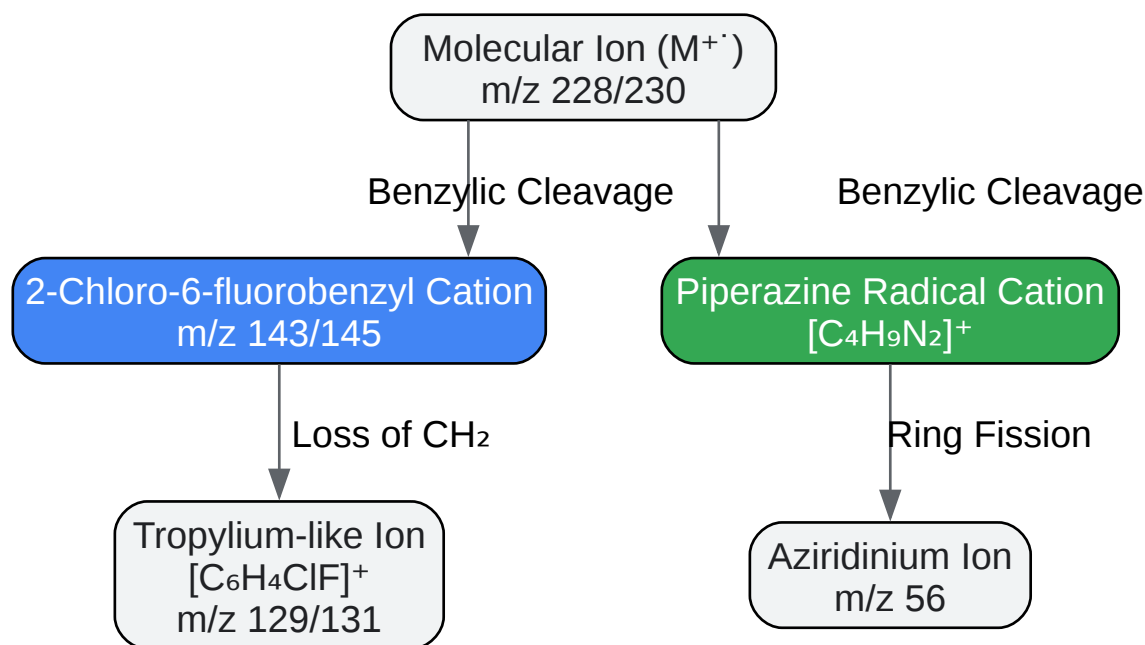 Molecular Ion (M⁺˙)
m/z 228/230
Benzylic Cleavage
Benzylic Cleavage
2-Chloro-6-fluorobenzyl Cation
m/z 143/145
Piperazine Radical Cation
[C₄H₉N₂]⁺
Loss of CH₂
Ring Fission
Tropylium-like Ion
[C₆H₄ClF]⁺
m/z 129/131
Aziridinium Ion
m/z 56